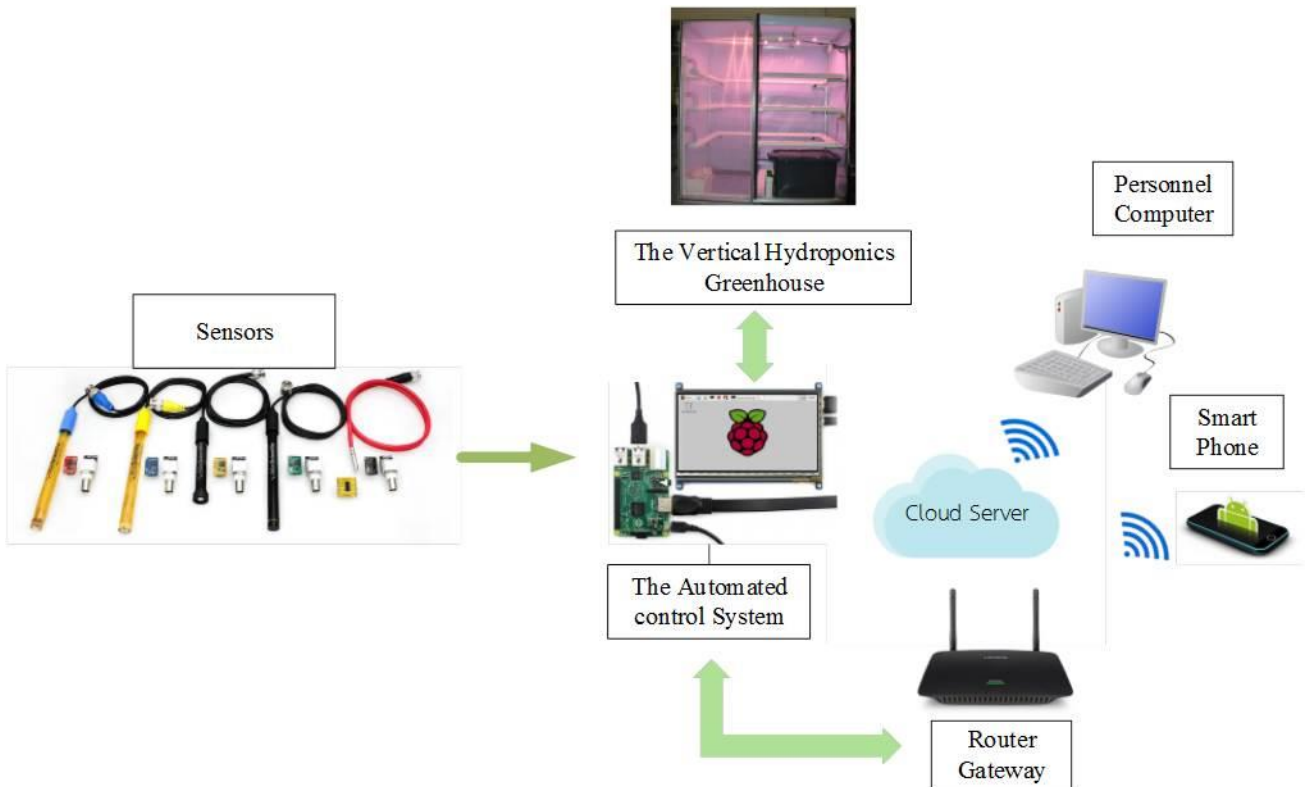 The Vertical Hydroponics
Greenhouse
Personnel
Computer
Sensors
Smart
Phone
Cloud Server
The Automated
control System
Router
Gateway